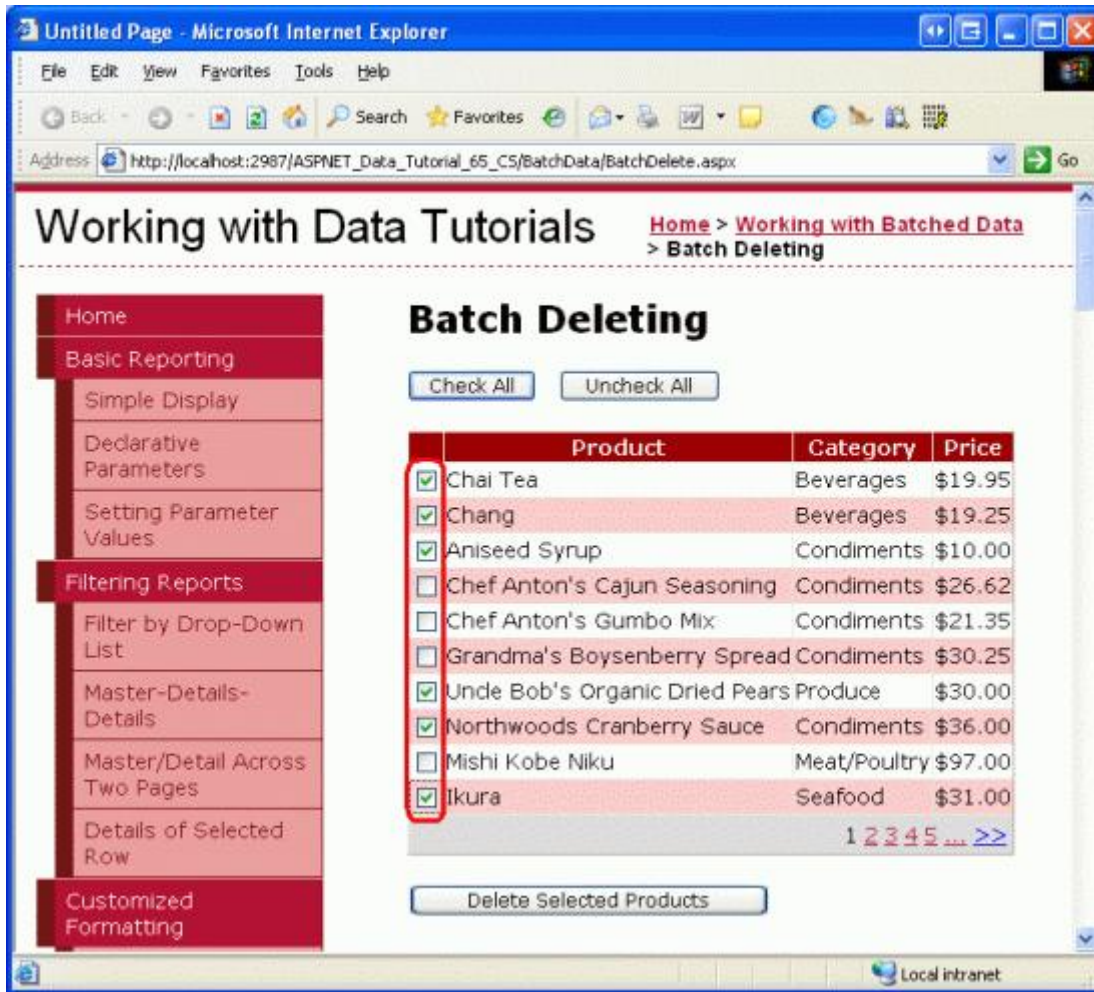 Untitled Page - Microsoft Internet Explorer
File Edit View Favorites Tools Help
Back Search Favorites
Address http://localhost:2987/ASPNET_Data_Tutorial_65_CS/BatchData/BatchDelete.aspx Go
Working with Data Tutorials
Home > Working with Batched Data
> Batch Deleting
Home
Basic Reporting
Simple Display
Declarative
Parameters
Setting Parameter
Values
Filtering Reports
Filter by Drop-Down
List
Master-Details-
Details
Master/Detail Across
Two Pages
Details of Selected
Row
Customized
Formatting
Batch Deleting
Check All Uncheck All
Product Category Price
Chai Tea Beverages $19.95
Chang Beverages $19.25
Aniseed Syrup Condiments $10.00
Chef Anton's Cajun Seasoning Condiments $26.62
Chef Anton's Gumbo Mix Condiments $21.35
Grandma's Boysenberry Spread Condiments $30.25
Uncle Bob's Organic Dried Pears Produce $30.00
Northwoods Cranberry Sauce Condiments $36.00
Mishi Kobe Niku Meat/Poultry $97.00
Ikura Seafood $31.00
1 2 3 4 5 ... >>
Delete Selected Products
Local intranet